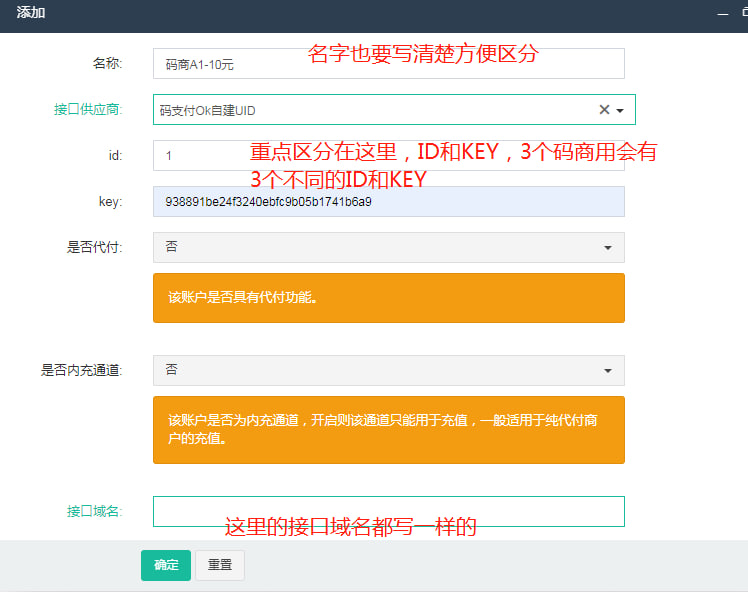 添加
名称:
码商A1-10元
名字也要写清楚方便区分
接口供应商:
码支付Ok自建UID
id:
1
重点区分在这里，ID和KEY，3个码商用会有
3个不同的ID和KEY
key:
938891be24f3240ebfc9b05b1741b6a9
是否代付:
否
该账户是否具有代付功能。
是否内充通道:
否
该账户是否为内充通道，开启则该通道只能用于充值，一般适用于纯代付商
户的充值。
接口域名:
这里的接口域名都写一样的
确定
重置